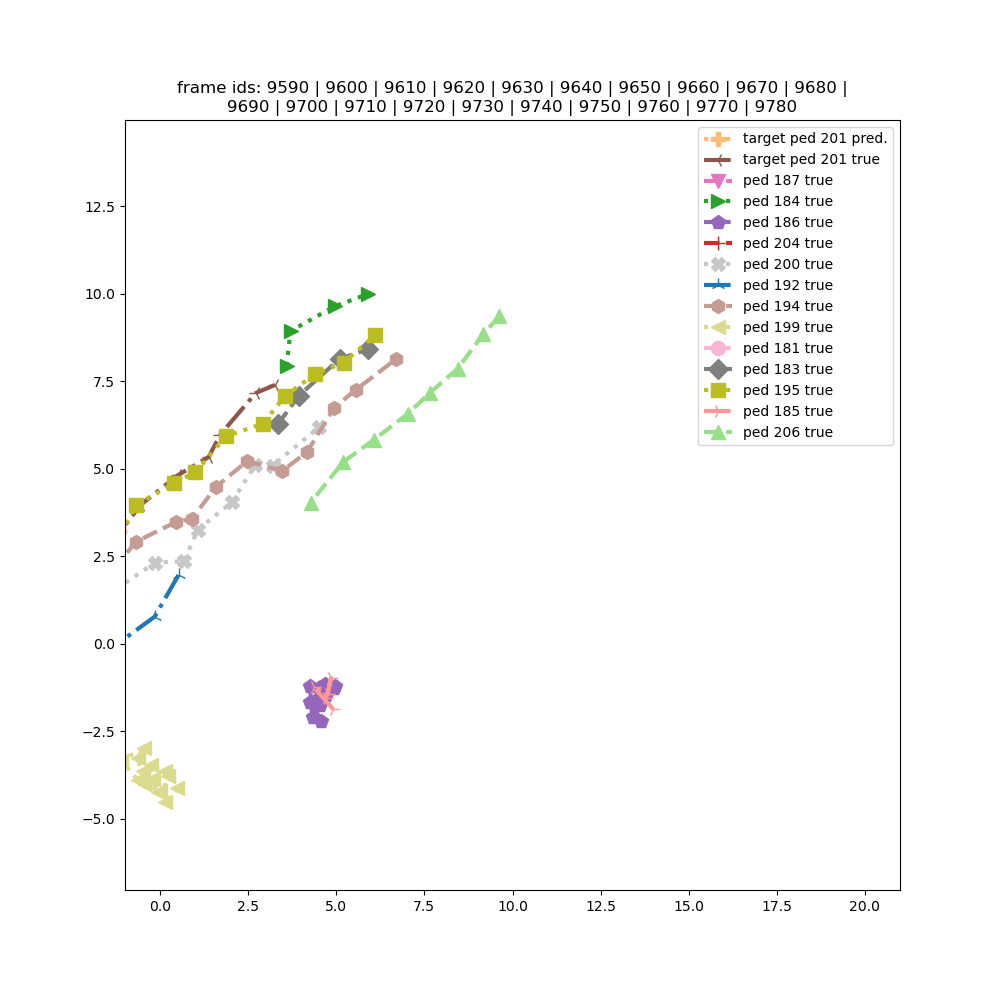 frame ids: 9590 | 9600 | 9610 | 9620 | 9630 | 9640 | 9650 | 9660 | 9670 | 9680 |
9690 | 9700 | 9710 | 9720 | 9730 | 9740 | 9750 | 9760 | 9770 | 9780
target ped 201 pred.
target ped 201 true
ped 187 true
ped 184 true
ped 186 true
ped 204 true
ped 200 true
ped 192 true
ped 194 true
ped 199 true
ped 181 true
ped 183 true
ped 195 true
ped 185 true
ped 206 true
12.5
10.0
7.5
5.0
2.5
0.0
−2.5
−5.0
0.0 2.5 5.0 7.5 10.0 12.5 15.0 17.5 20.0